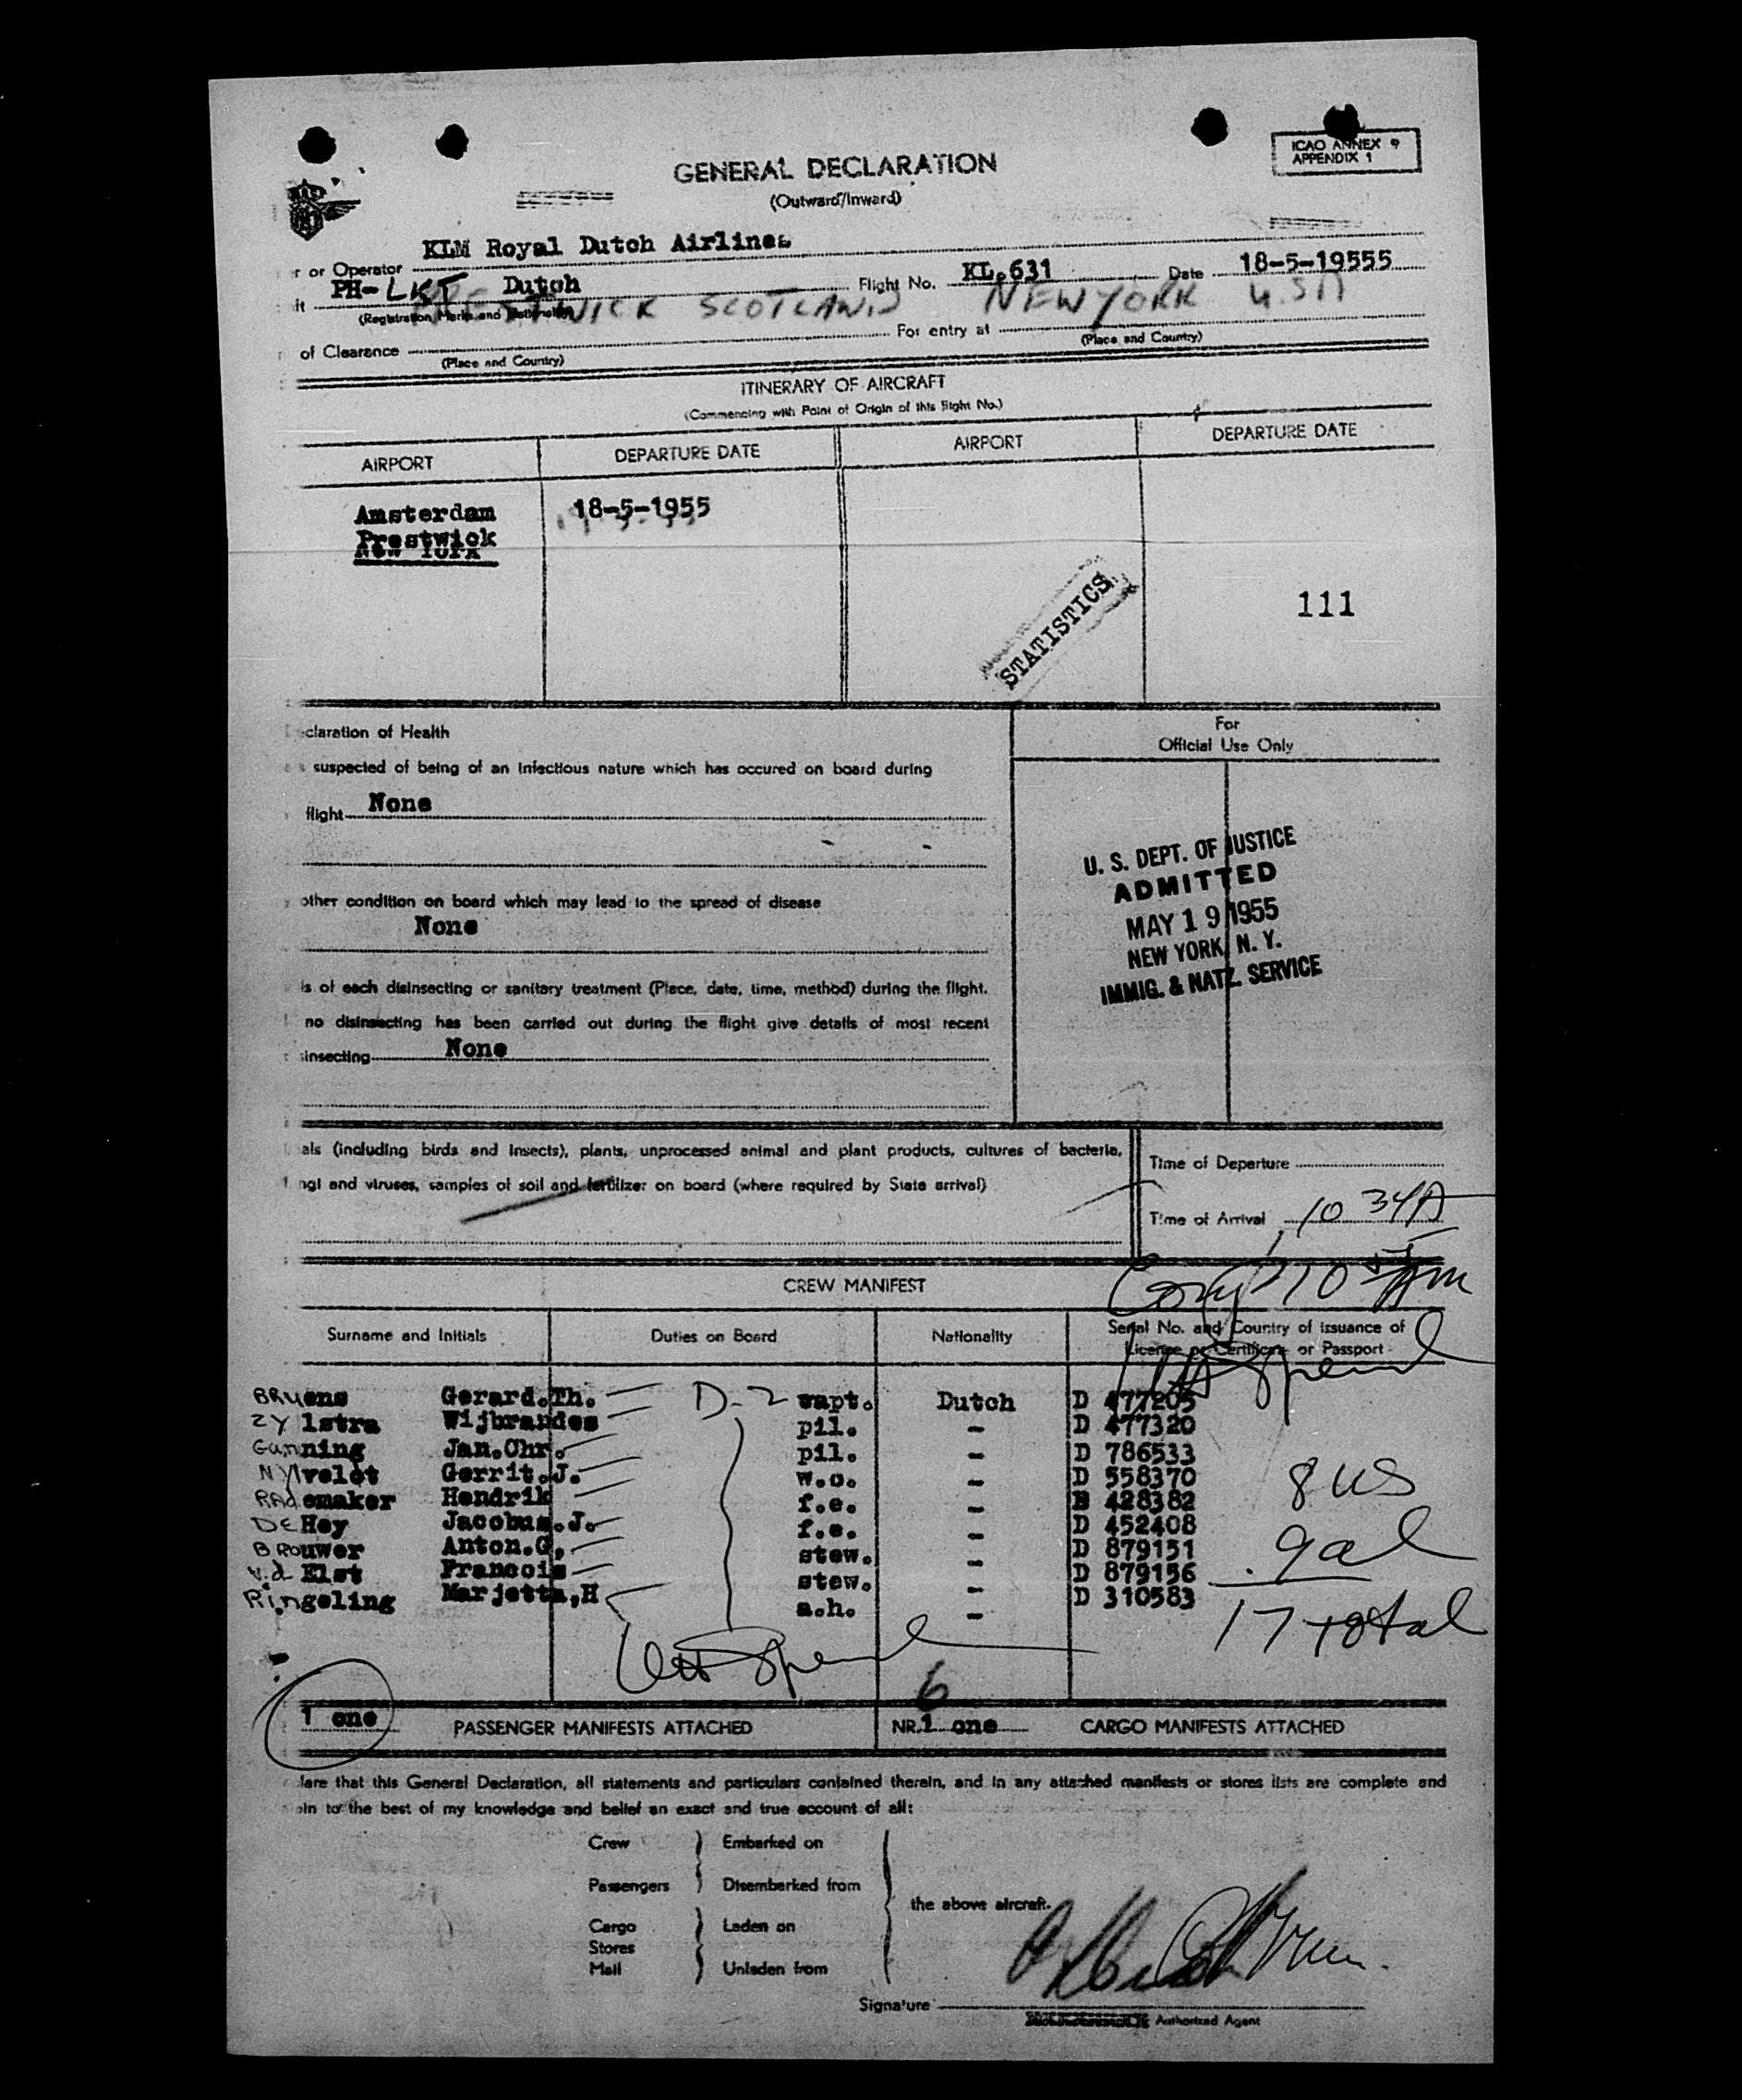 ICAO ANNEX 9
APPENDIX 1
GENERAL DECLARATION
(Outward/Inward)
KLM Royal Dutch Airlines
r or Operator
PH-LKT Dutch Flight No. KL.631 Date 18-5-19555
(Registration Marks and Nationality)
PRESTWICK SCOTLAND NEW YORK U.S.A
of Clearance For entry at
(Place and Country) (Place and Country)
ITINERARY OF AIRCRAFT
(Commencing with Point of Origin of this flight No.)
AIRPORT DEPARTURE DATE AIRPORT DEPARTURE DATE
Amsterdam 18-5-1955
Prestwick
New York
111
STATISTICS
claration of Health
For
Official Use Only
s suspected of being of an infectious nature which has occured on board during
flight None
U. S. DEPT. OF JUSTICE
ADMITTED
MAY 19 1955
NEW YORK, N. Y.
IMMIG. & NATZ. SERVICE
other condition on board which may lead to the spread of disease
None
ls of each disinsecting or sanitary treatment (Place, date, time, method) during the flight.
no disinsecting has been carried out during the flight give details of most recent
insecting None
als (including birds and insects), plants, unprocessed animal and plant products, cultures of bacteria,
ngi and viruses, samples of soil and fertilizer on board (where required by State arrival)
Time of Departure
Time of Arrival 10 34A
CREW MANIFEST
Surname and Initials Duties on Board Nationality Serial No. and Country of issuance of
License or Certificate or Passport
BRUens Gerard.Th. D-2 capt. Dutch D 477205
ZYlstra Wijbrandes pil. - D 477320
Gunning Jan.Chr. pil. - D 786533
NYIvelot Gerrit.J. w.o. - D 558370
RAdemaker Hendrik f.e. - B 428382
DeHoy Jacobus.J. f.e. - D 452408
BRouwer Anton.G, stew. - D 879151
v.d Elst Francois stew. - D 879156
Ringeling Marjetta,H a.h. - D 310583
8 US
9 al
17 total
6
1 one PASSENGER MANIFESTS ATTACHED NR.1 one CARGO MANIFESTS ATTACHED
lare that this General Declaration, all statements and particulars contained therein, and in any attached manifests or stores lists are complete and
oin to the best of my knowledge and belief an exact and true account of all:
Crew Embarked on
Passengers Disembarked from
the above aircraft.
Cargo Laden on
Stores
Mail Unladen from
Signature
Authorized Agent